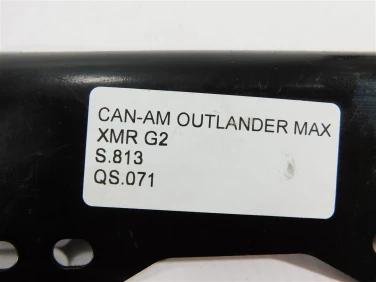 CAN-AM OUTLANDER MAX
XMR G2
S.813
QS.071